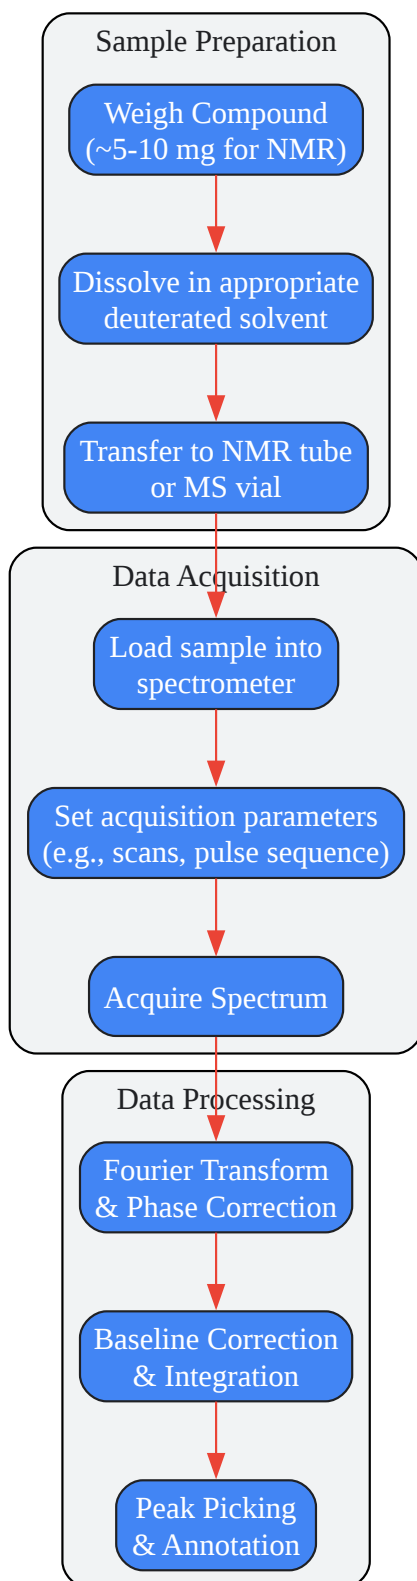 Sample Preparation
Weigh Compound
(~5-10 mg for NMR)
Dissolve in appropriate
deuterated solvent
Transfer to NMR tube
or MS vial
Data Acquisition
Load sample into
spectrometer
Set acquisition parameters
(e.g., scans, pulse sequence)
Acquire Spectrum
Data Processing
Fourier Transform
& Phase Correction
Baseline Correction
& Integration
Peak Picking
& Annotation